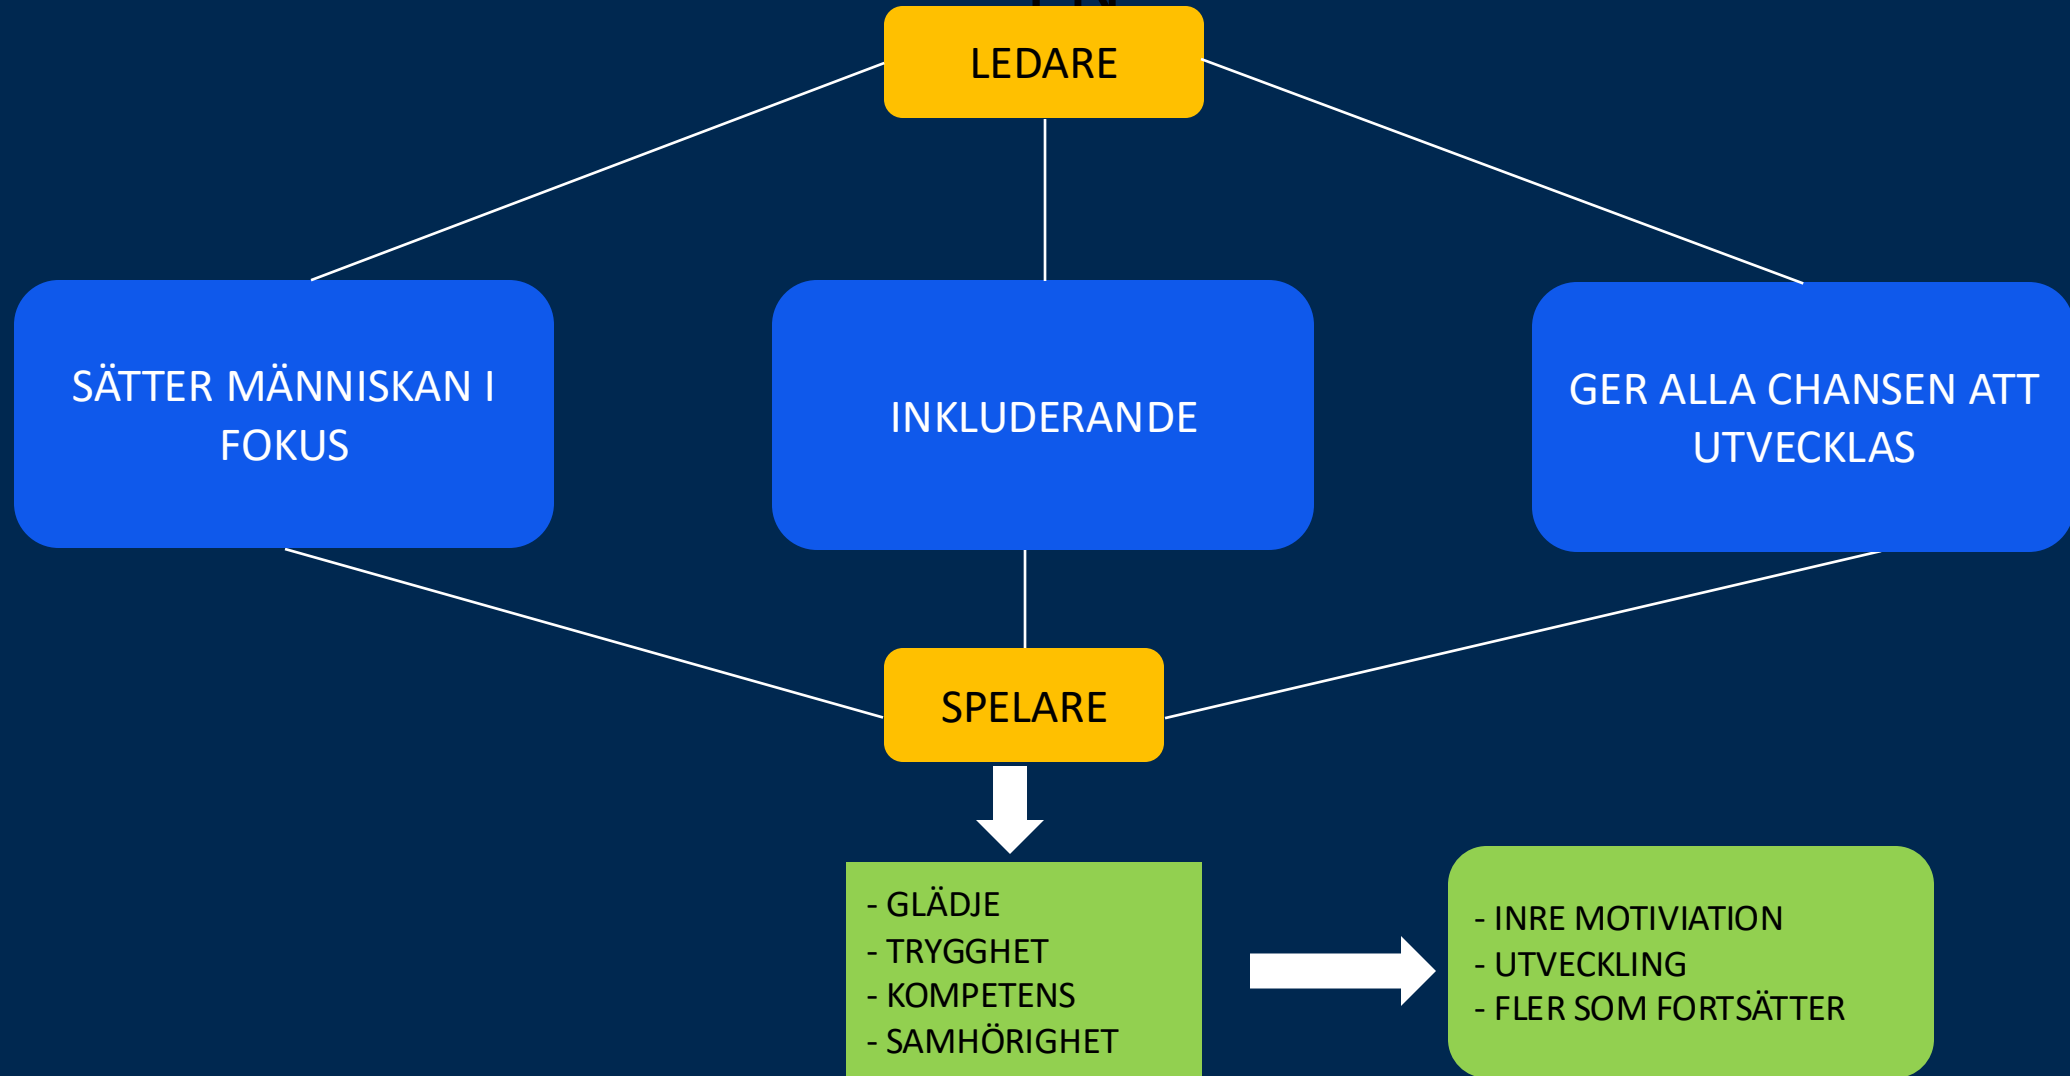 LEDARE
SÄTTER MÄNNISKAN I
FOKUS
INKLUDERANDE
GER ALLA CHANSEN ATT
UTVECKLAS
SPELARE
- GLÄDJE
- TRYGGHET
- KOMPETENS
- SAMHÖRIGHET
- INRE MOTIVIATION
- UTVECKLING
- FLER SOM FORTSÄTTER